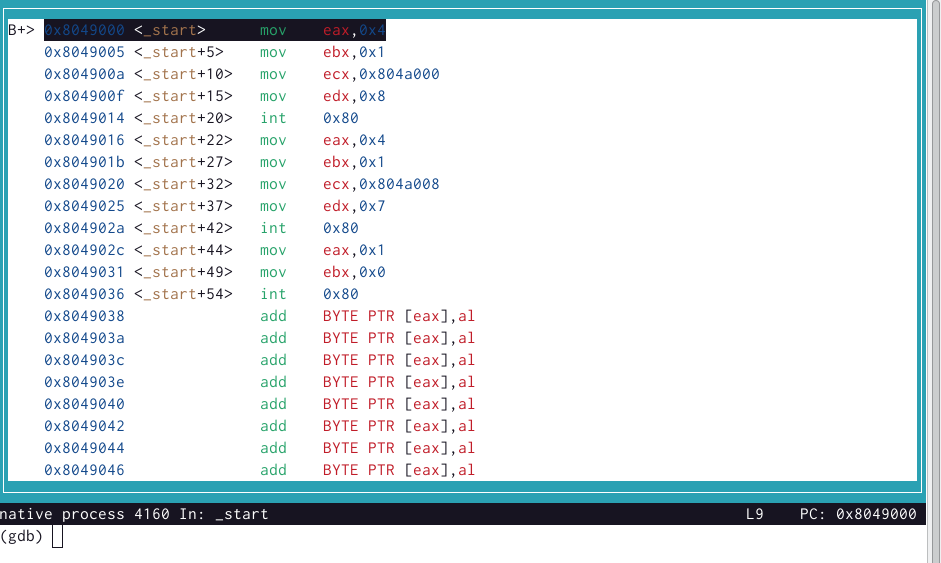 B+> 0x8049000 <_start> mov eax,0x4
0x8049005 <_start+5> mov ebx,0x1
0x804900a <_start+10> mov ecx,0x804a000
0x804900f <_start+15> mov edx,0x8
0x8049014 <_start+20> int 0x80
0x8049016 <_start+22> mov eax,0x4
0x804901b <_start+27> mov ebx,0x1
0x8049020 <_start+32> mov ecx,0x804a008
0x8049025 <_start+37> mov edx,0x7
0x804902a <_start+42> int 0x80
0x804902c <_start+44> mov eax,0x1
0x8049031 <_start+49> mov ebx,0x0
0x8049036 <_start+54> int 0x80
0x8049038 add BYTE PTR [eax],al
0x804903a add BYTE PTR [eax],al
0x804903c add BYTE PTR [eax],al
0x804903e add BYTE PTR [eax],al
0x8049040 add BYTE PTR [eax],al
0x8049042 add BYTE PTR [eax],al
0x8049044 add BYTE PTR [eax],al
0x8049046 add BYTE PTR [eax],al
native process 4160 In: _start L9 PC: 0x8049000
(gdb)